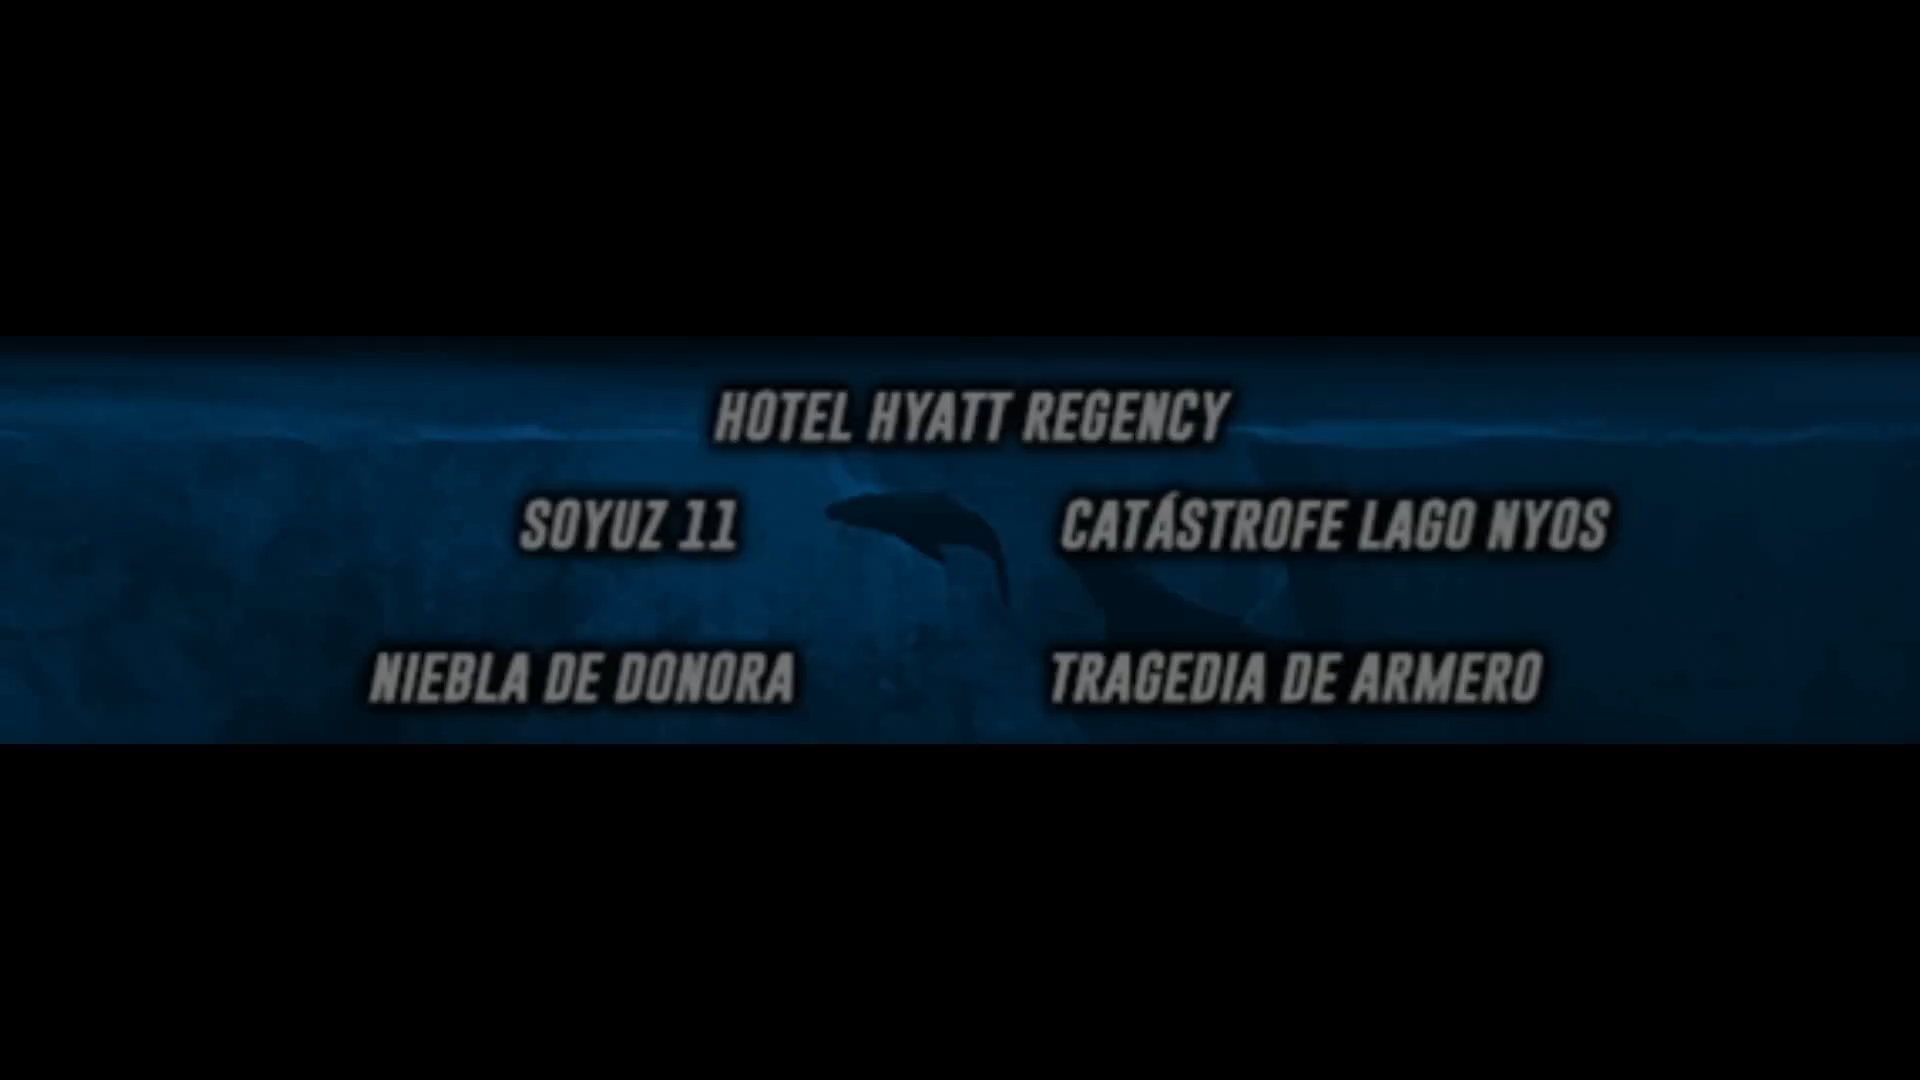 HOTEL HYATT REGENCY
SOYUZ 11
CATÁSTROFE LAGO NYOS
NIEBLA DE DONORA
TRAGEDIA DE ARMERO